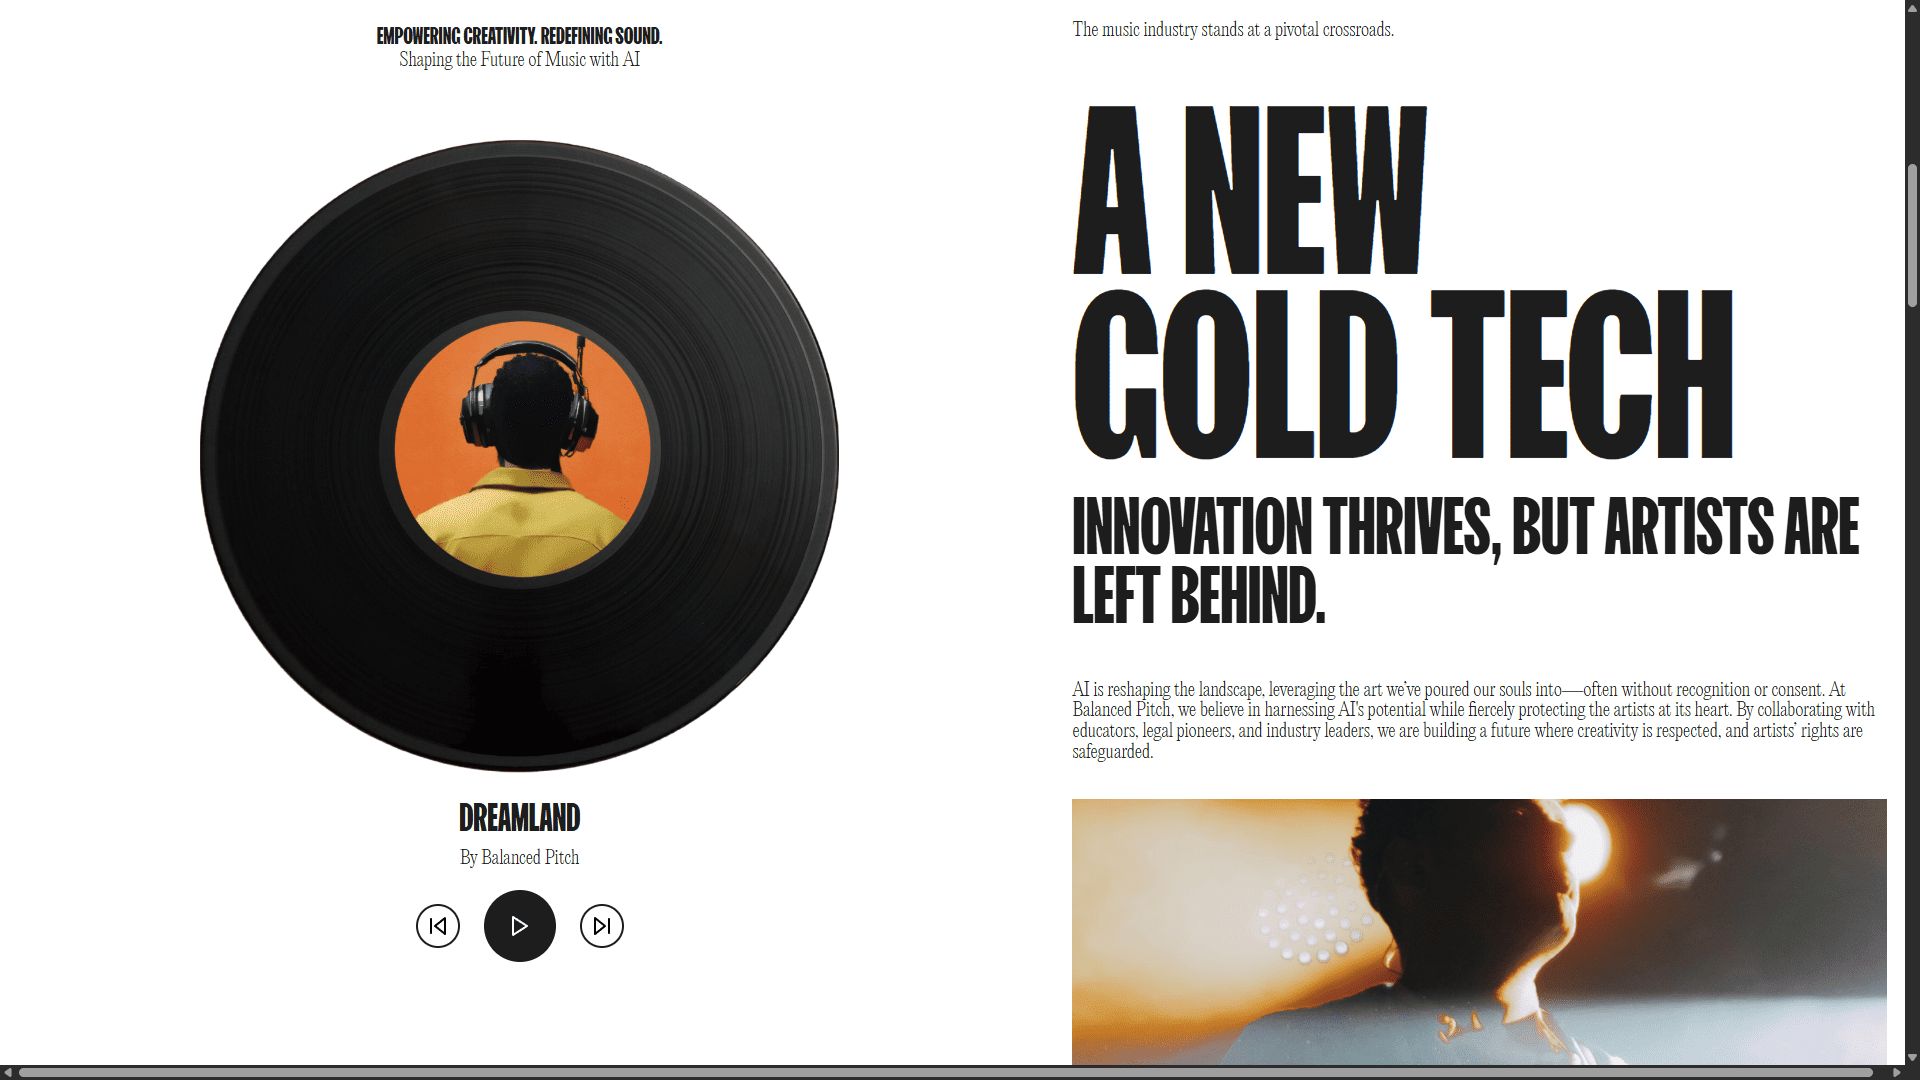 EMPOWERING CREATIVITY. REDEFINING SOUND.
Shaping the Future of Music with AI
DREAMLAND
By Balanced Pitch
The music industry stands at a pivotal crossroads.
A NEW
GOLD TECH
INNOVATION THRIVES, BUT ARTISTS ARE
LEFT BEHIND.
AI is reshaping the landscape, leveraging the art we’ve poured our souls into—often without recognition or consent. At
Balanced Pitch, we believe in harnessing AI's potential while fiercely protecting the artists at its heart. By collaborating with
educators, legal pioneers, and industry leaders, we are building a future where creativity is respected, and artists’ rights are
safeguarded.